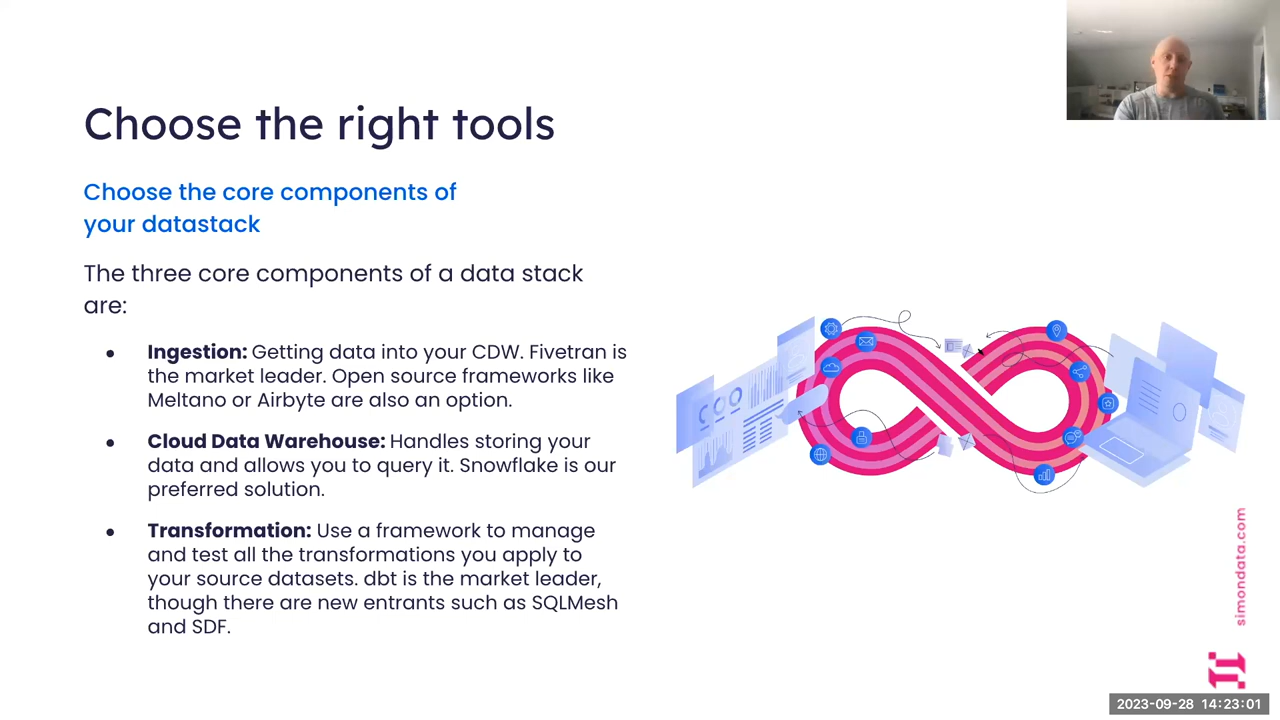 Choose the right tools
Choose the core components of
your datastack
The three core components of a data stack
are:
Ingestion: Getting data into your CDW. Fivetran is
the market leader. Open source frameworks like
Meltano or Airbyte are also an option.
Cloud Data Warehouse: Handles storing your
data and allows you to query it. Snowflake is our
preferred solution.
Transformation: Use a framework to manage
and test all the transformations you apply to
your source datasets. dbt is the market leader,
though there are new entrants such as SQLMesh
and SDF.
simondata.com
2023-09-28 14:23:01